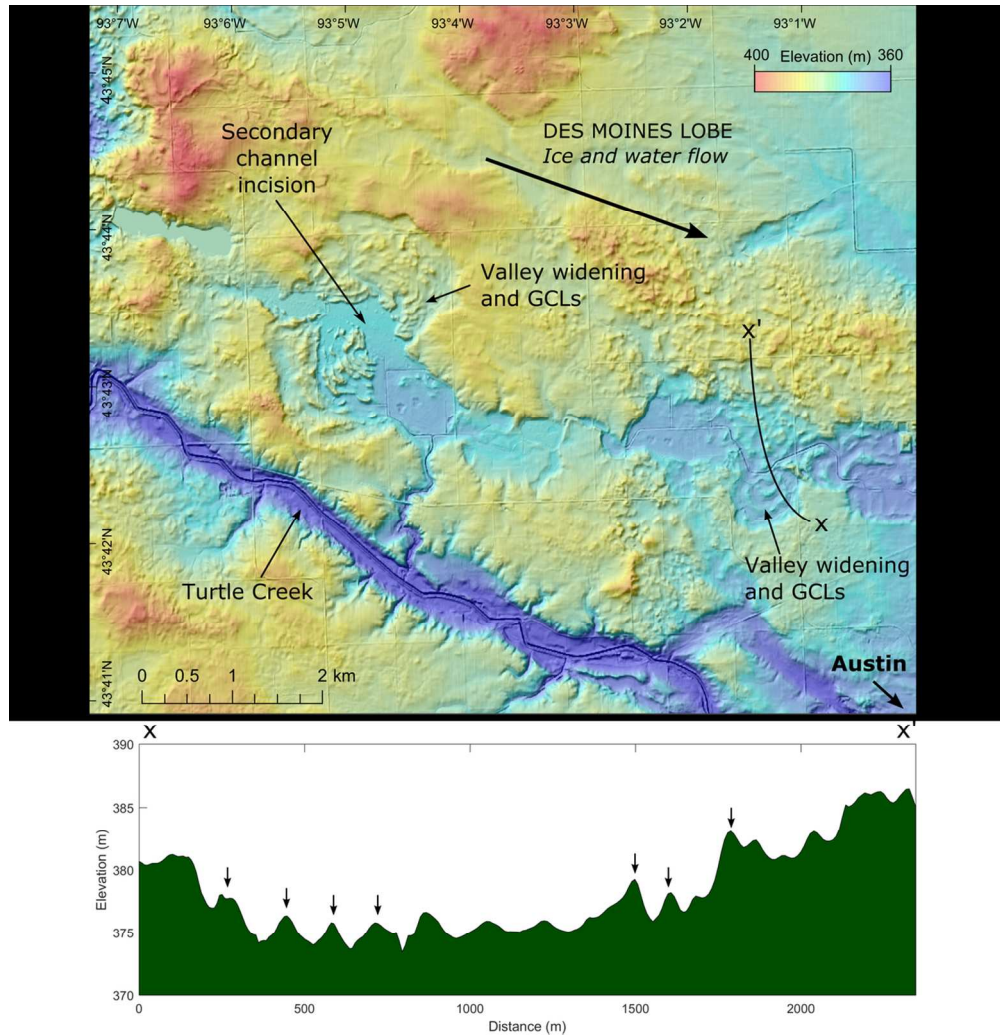 93°7'W 93°6'W 93°5'W 93°4'W 93°3'W 93°2'W 93°1'W
43°45'N
400 Elevation (m) 360
Secondary
channel
incision
DES MOINES LOBE
Ice and water flow
43°44'N
Valley widening
and GCLs
x'
43°43'N
x
43°42'N
Turtle Creek
Valley widening
and GCLs
Austin
0 0.5 1 2 km
43°41'N
x x'
390
385
380
375
370
Elevation (m)
0 500 1000 1500 2000
Distance (m)